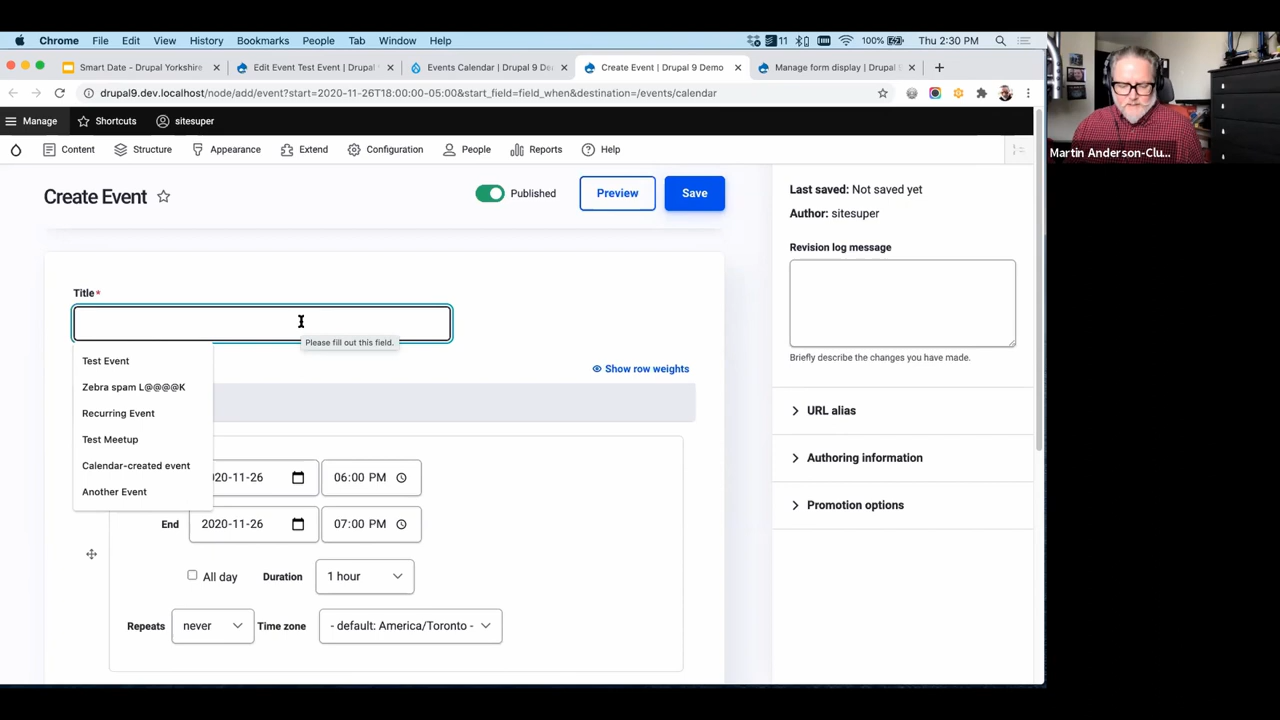 Chrome File Edit View History Bookmarks People Tab Window Help 11 100% Thu 2:30 PM
Smart Date - Drupal Yorkshire Edit Event Test Event | Drupal Events Calendar | Drupal 9 De Create Event | Drupal 9 Demo Manage form display | Drupal
drupal9.dev.localhost/node/add/event?start=2020-11-26T18:00:00-05:00&start_field=field_when&destination=/events/calendar
Manage Shortcuts sitesuper
Content Structure Appearance Extend Configuration People Reports Help
Martin Anderson-Clu...
Create Event
Published
Preview
Save
Title*
Please fill out this field.
Test Event
Zebra spam L@@@@K
Recurring Event
Test Meetup
Calendar-created event
Another Event
Show row weights
020-11-26 06:00 PM
End 2020-11-26 07:00 PM
All day Duration 1 hour
Repeats never Time zone - default: America/Toronto -
Last saved: Not saved yet
Author: sitesuper
Revision log message
Briefly describe the changes you have made.
URL alias
Authoring information
Promotion options